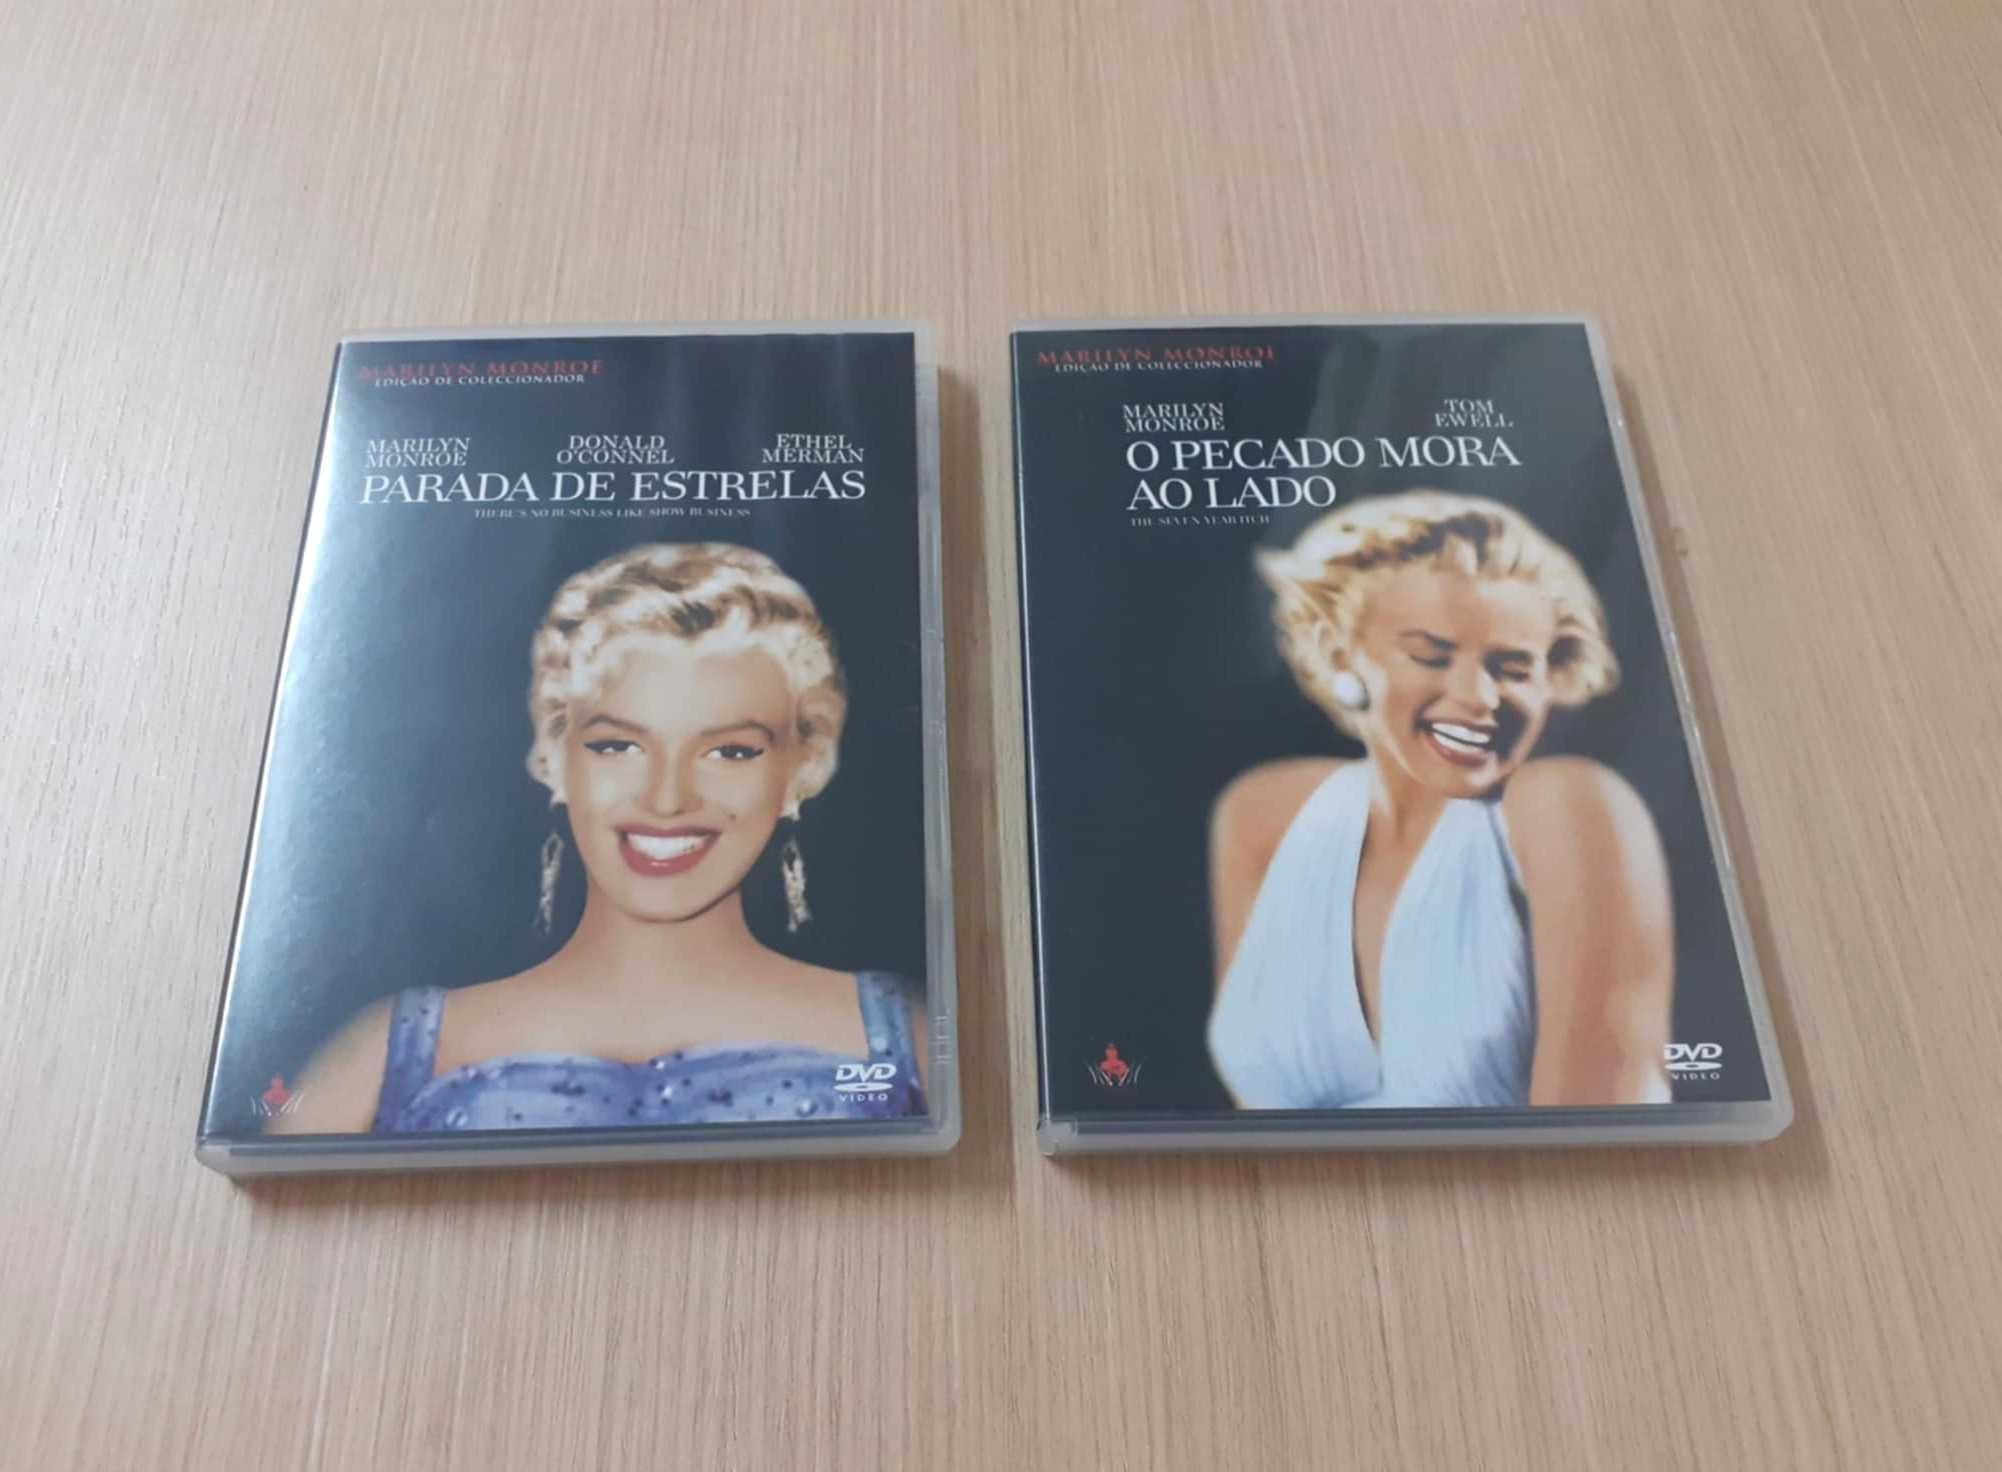 MARILYN MONROE
EDIÇÃO DE COLECCIONADOR
MARILYN MONROE
DONALD O'CONNEL
ETHEL MERMAN
PARADA DE ESTRELAS
THERE'S NO BUSINESS LIKE SHOW BUSINESS
DVD
VIDEO
MARILYN MONROE
EDIÇÃO DE COLECCIONADOR
MARILYN MONROE
TOM EWELL
O PECADO MORA
AO LADO
THE SEVEN YEAR ITCH
DVD
VIDEO